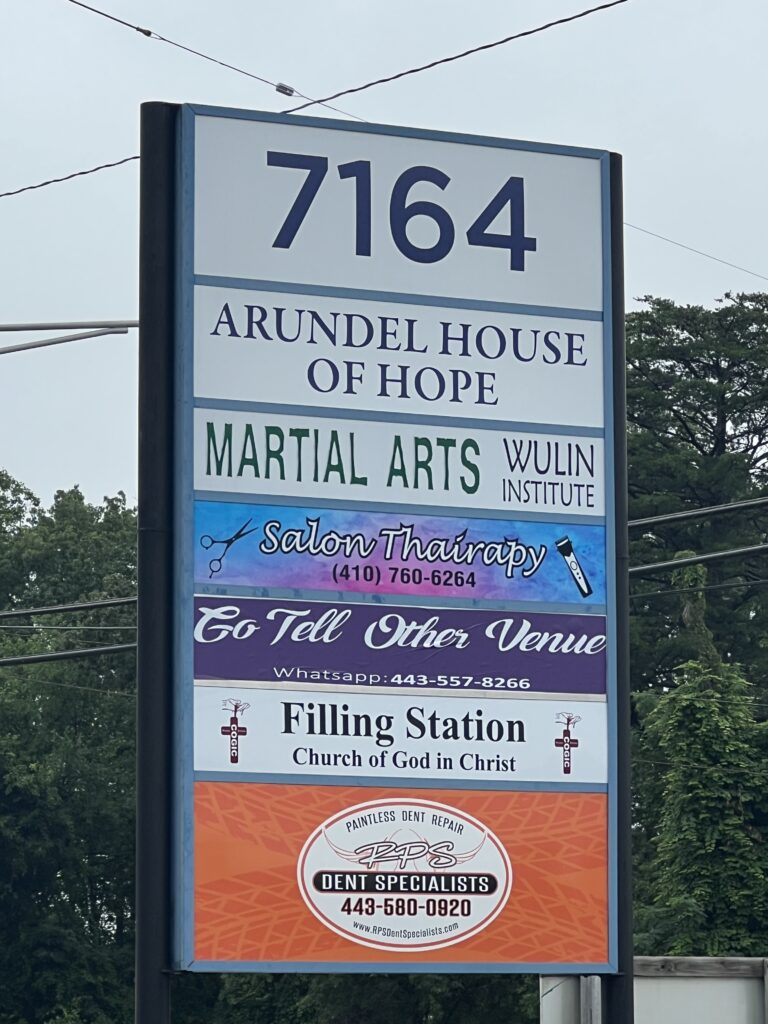 7164
ARUNDEL HOUSE
OF HOPE
MARTIAL ARTS
WULIN
INSTITUTE
Salon Thairapy
(410) 760-6264
Go Tell Other Venue
Whatsapp: 443-557-8266
COGIC
Filling Station
Church of God in Christ
COGIC
PAINTLESS DENT REPAIR
RPS
DENT SPECIALISTS
443-580-0920
www.RPSDentSpecialists.com